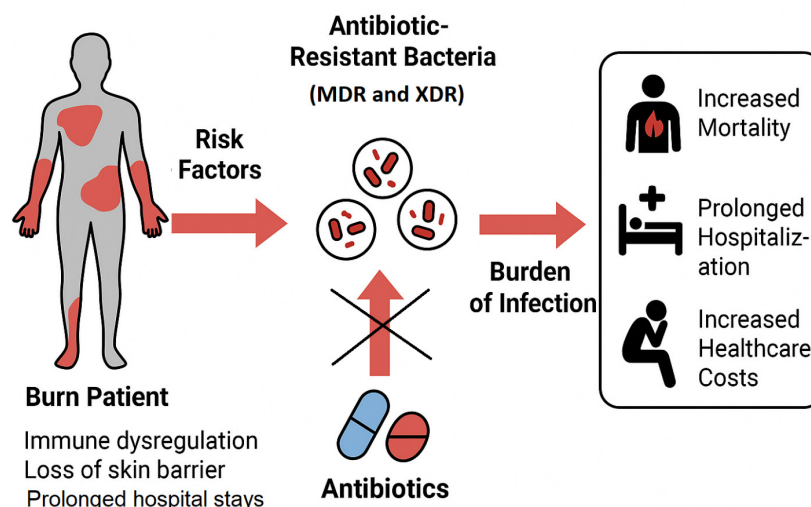 Antibiotic-
Resistant Bacteria
(MDR and XDR)
Risk
Factors
Burn Patient
Immune dysregulation
Loss of skin barrier
Prolonged hospital stays
Antibiotics
Burden
of Infection
Increased
Mortality
Prolonged
Hospitaliz-
ation
Increased
Healthcare
Costs